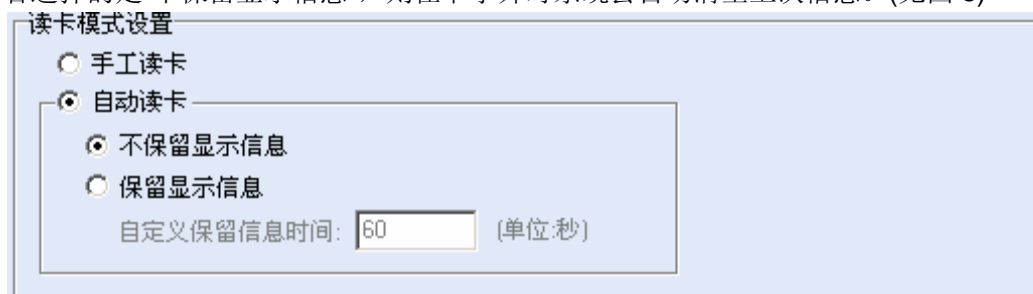 读卡模式设置
手工读卡
自动读卡
不保留显示信息
保留显示信息
自定义保留信息时间: 60 (单位:秒)